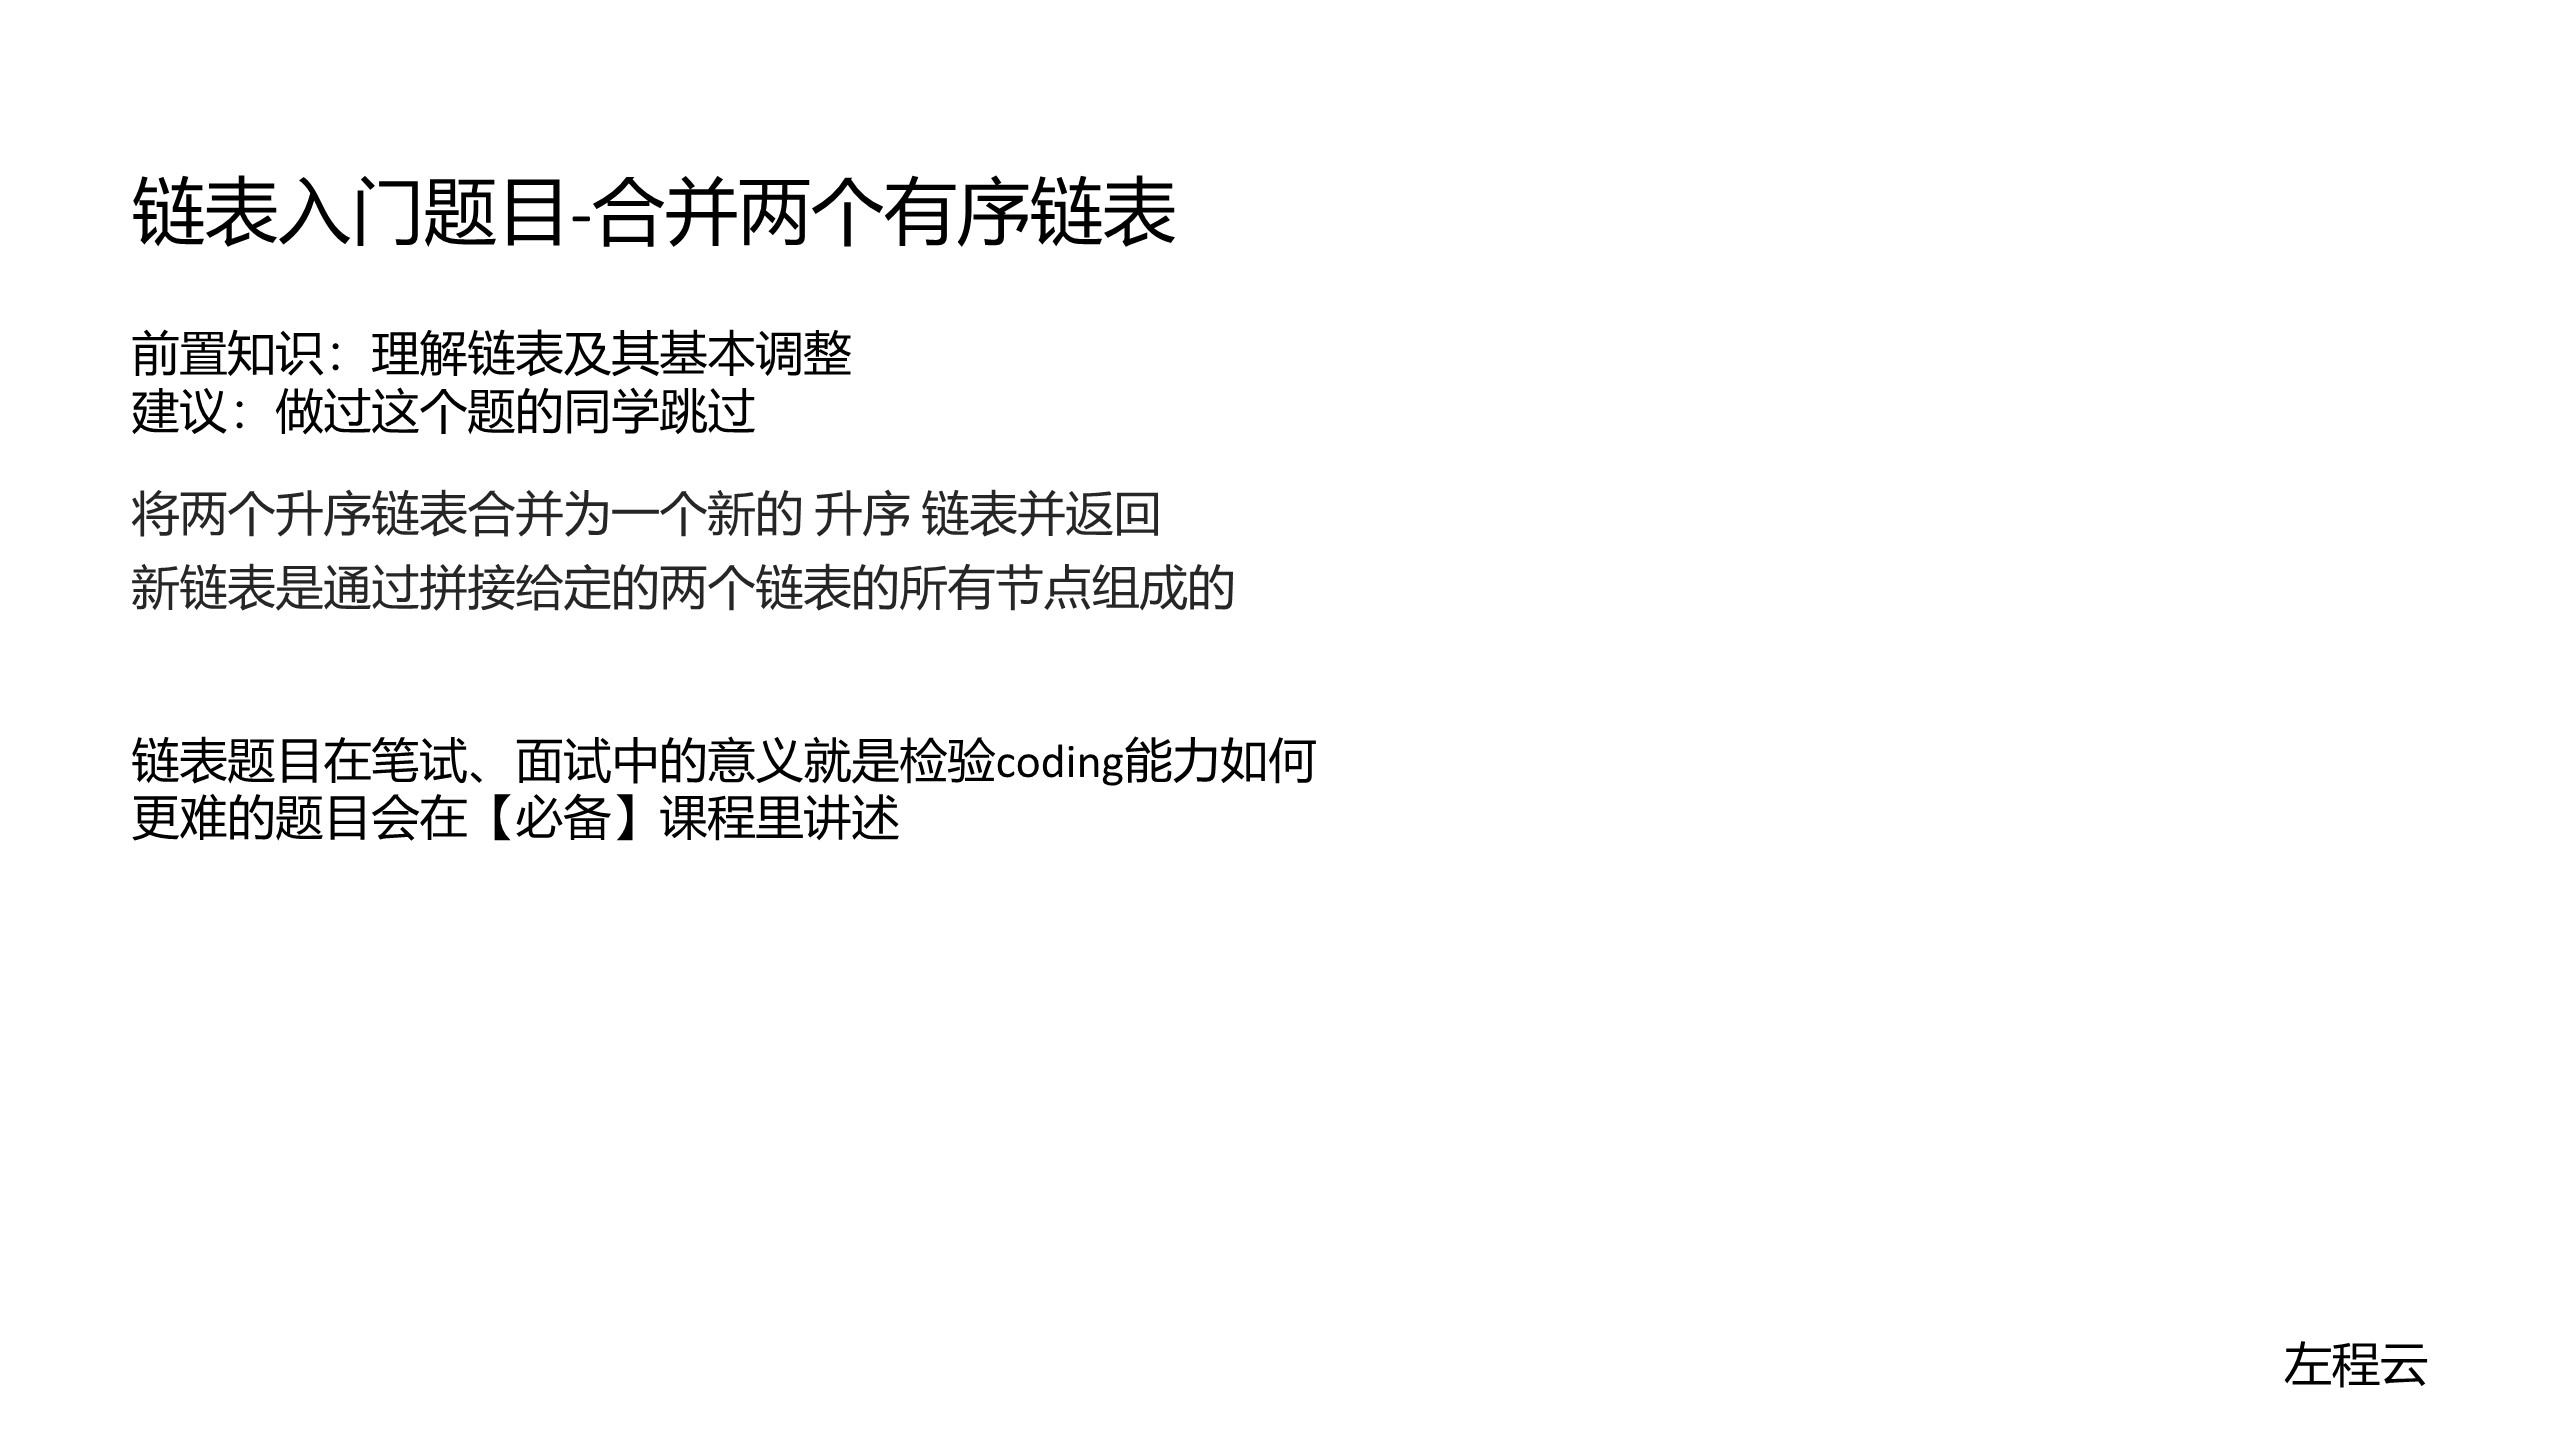 链表入门题目-合并两个有序链表
前置知识：理解链表及其基本调整
建议：做过这个题的同学跳过
将两个升序链表合并为一个新的 升序 链表并返回
新链表是通过拼接给定的两个链表的所有节点组成的
链表题目在笔试、面试中的意义就是检验coding能力如何
更难的题目会在【必备】课程里讲述
左程云